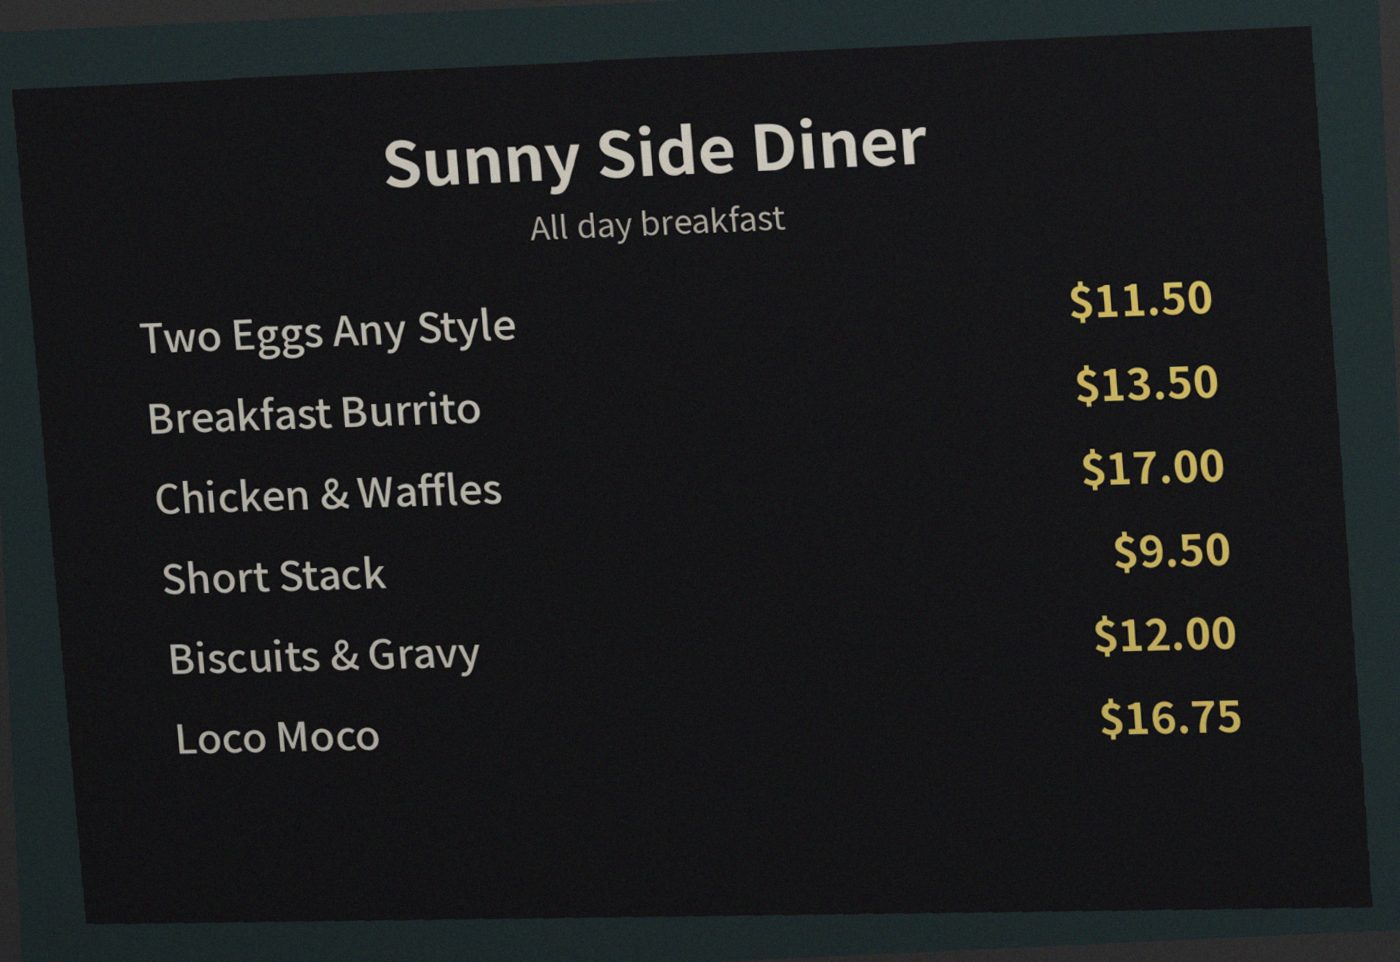 Sunny Side Diner
All day breakfast
Two Eggs Any Style $11.50
Breakfast Burrito $13.50
Chicken & Waffles $17.00
Short Stack $9.50
Biscuits & Gravy $12.00
Loco Moco $16.75